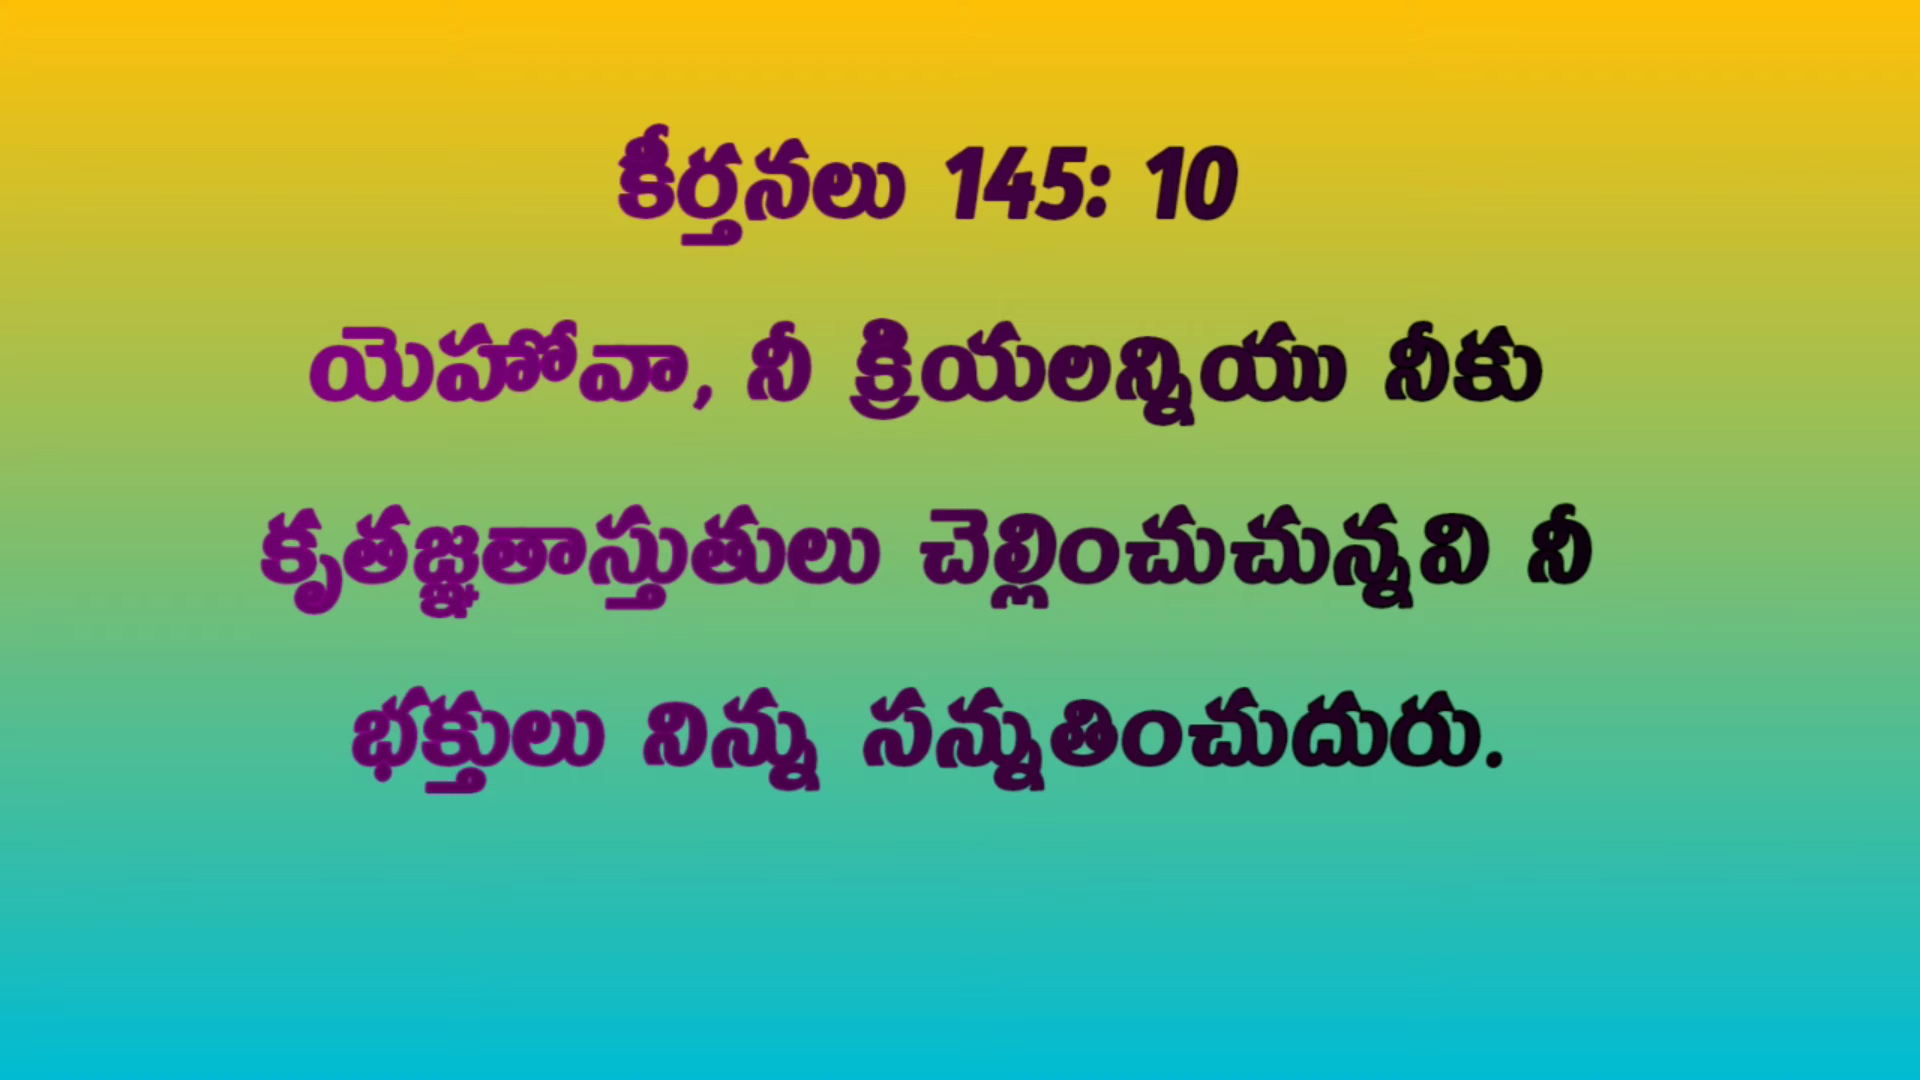 కీర్తనలు 145: 10
యెహోవా, నీ క్రియలన్నియు నీకు
కృతజ్ఞతాస్తుతులు చెల్లించుచున్నవి నీ
భక్తులు నిన్ను సన్నుతించుదురు.